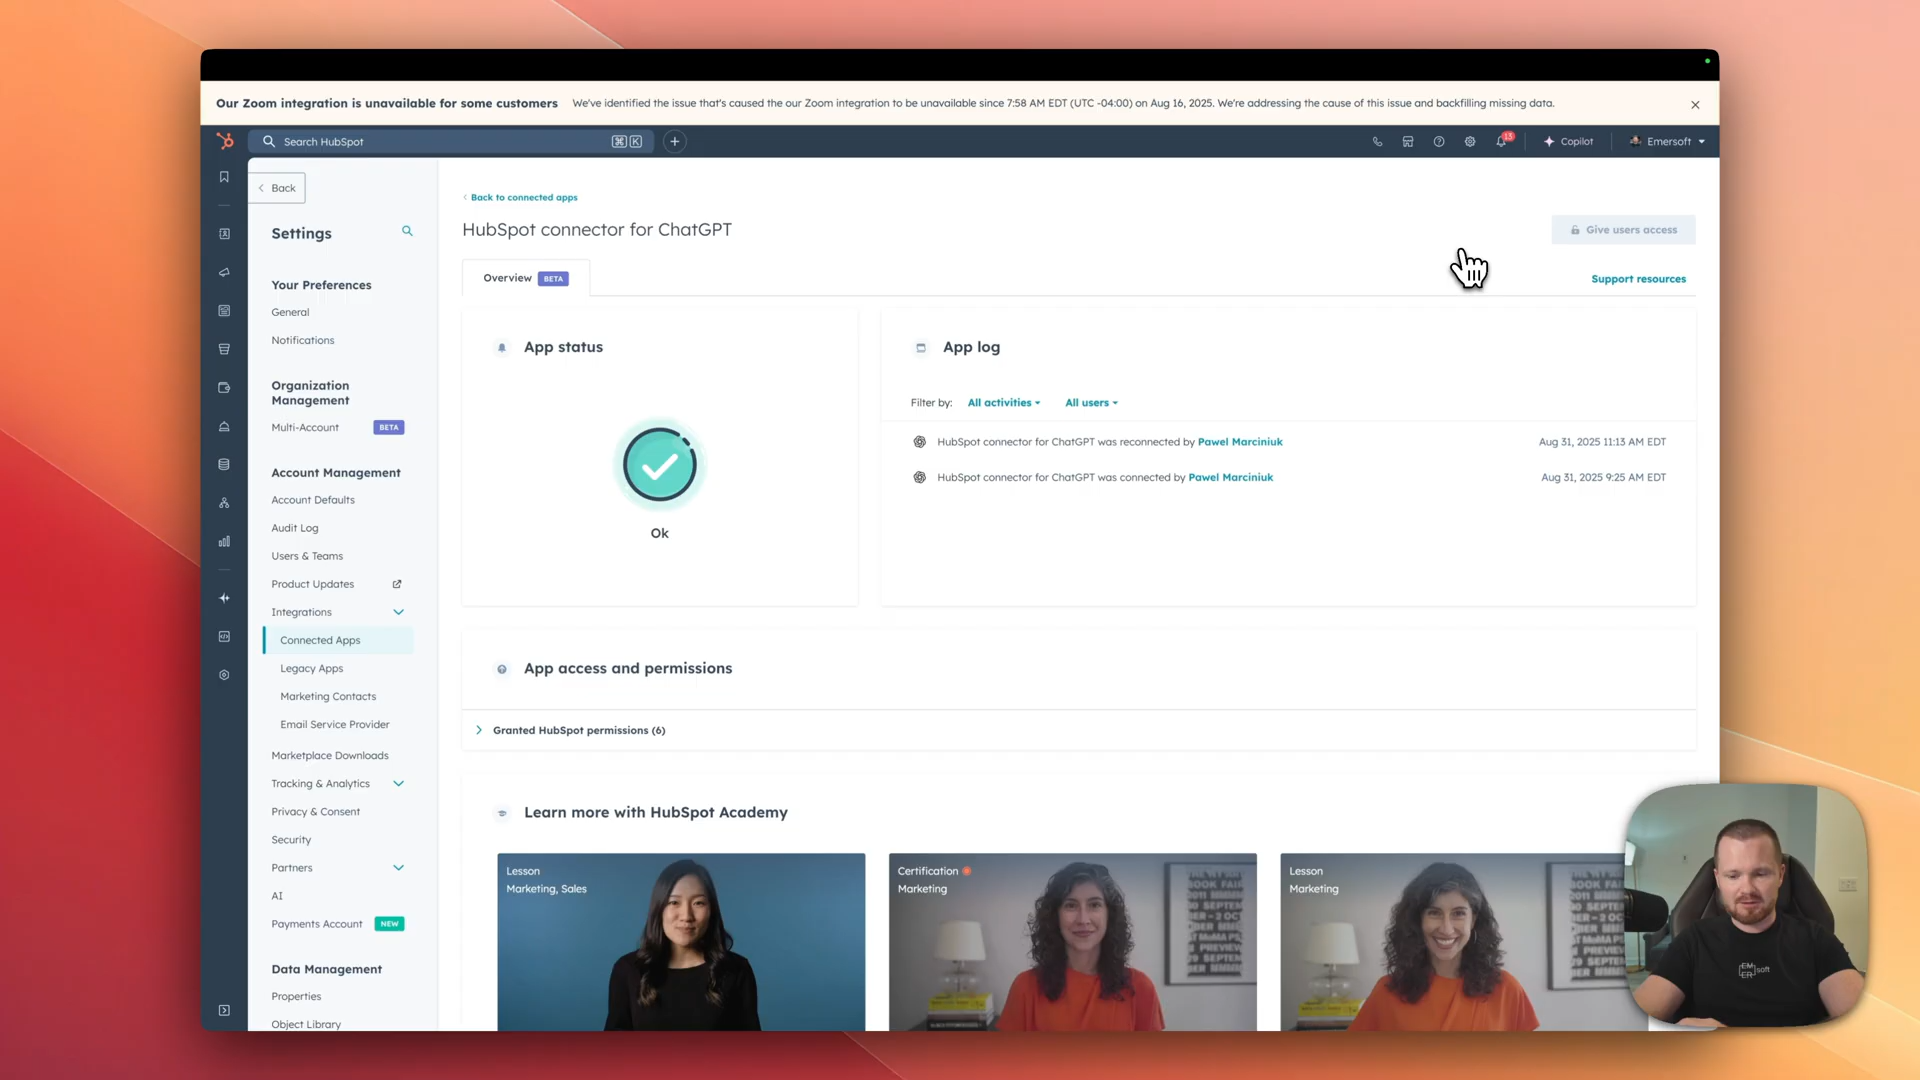 Our Zoom integration is unavailable for some customers We've identified the issue that's caused the our Zoom integration to be unavailable since 7:58 AM EDT (UTC -04:00) on Aug 16, 2025. We're addressing the cause of this issue and backfilling missing data.
Search HubSpot ⌘ K
13
Copilot
Emersoft
Back
Settings
Your Preferences
General
Notifications
Organization
Management
Multi-Account BETA
Account Management
Account Defaults
Audit Log
Users & Teams
Product Updates
Integrations
Connected Apps
Legacy Apps
Marketing Contacts
Email Service Provider
Marketplace Downloads
Tracking & Analytics
Privacy & Consent
Security
Partners
AI
Payments Account NEW
Data Management
Properties
Object Library
Back to connected apps
HubSpot connector for ChatGPT
Give users access
Overview BETA
Support resources
App status
Ok
App log
Filter by: All activities All users
HubSpot connector for ChatGPT was reconnected by Pawel Marciniuk Aug 31, 2025 11:13 AM EDT
HubSpot connector for ChatGPT was connected by Pawel Marciniuk Aug 31, 2025 9:25 AM EDT
App access and permissions
Granted HubSpot permissions (6)
Learn more with HubSpot Academy
Lesson
Marketing, Sales
Certification
Marketing
Lesson
Marketing
EM
ER soft